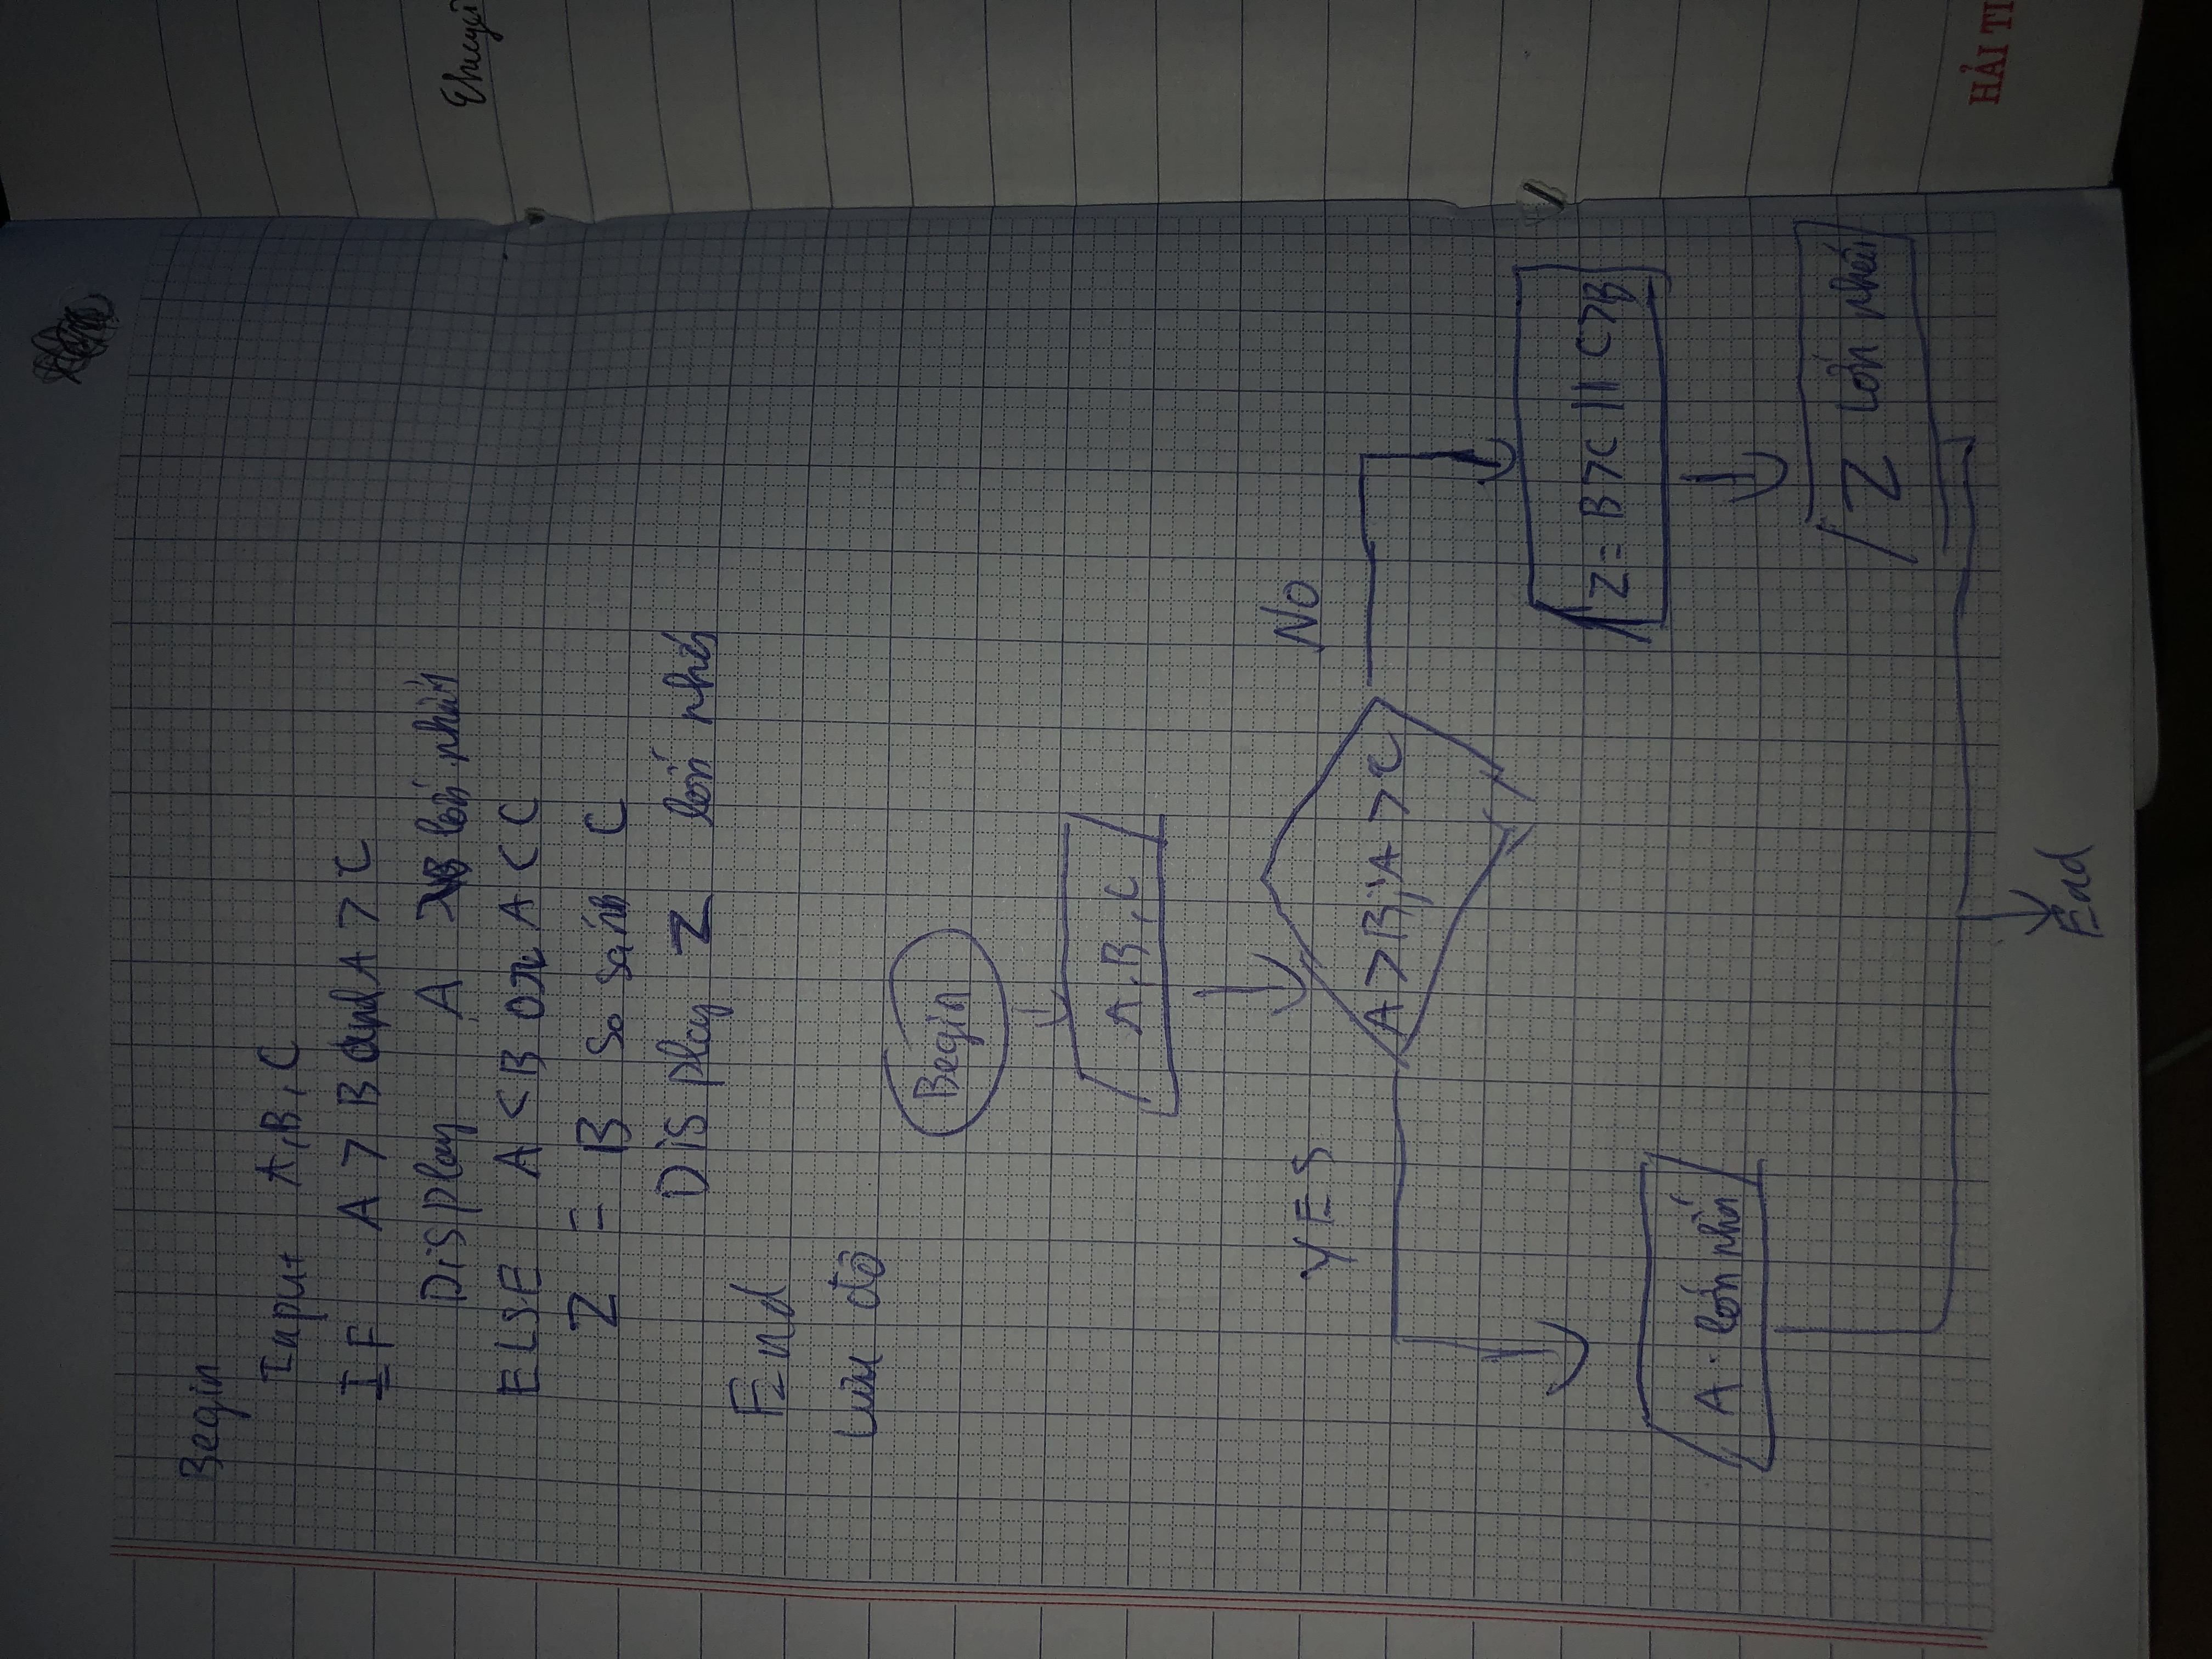 Begin
Input A, B, C
IF A > B and A > C
Display A lớn nhất
ELSE A < B or A < C
Z = B so sánh C
Display Z lớn nhất
End
Lưu đồ
Begin
A, B, C
YES
NO
A > B; A > C
Z = B > C || C > B
A lớn nhất
Z lớn nhất
End
HẢI TI